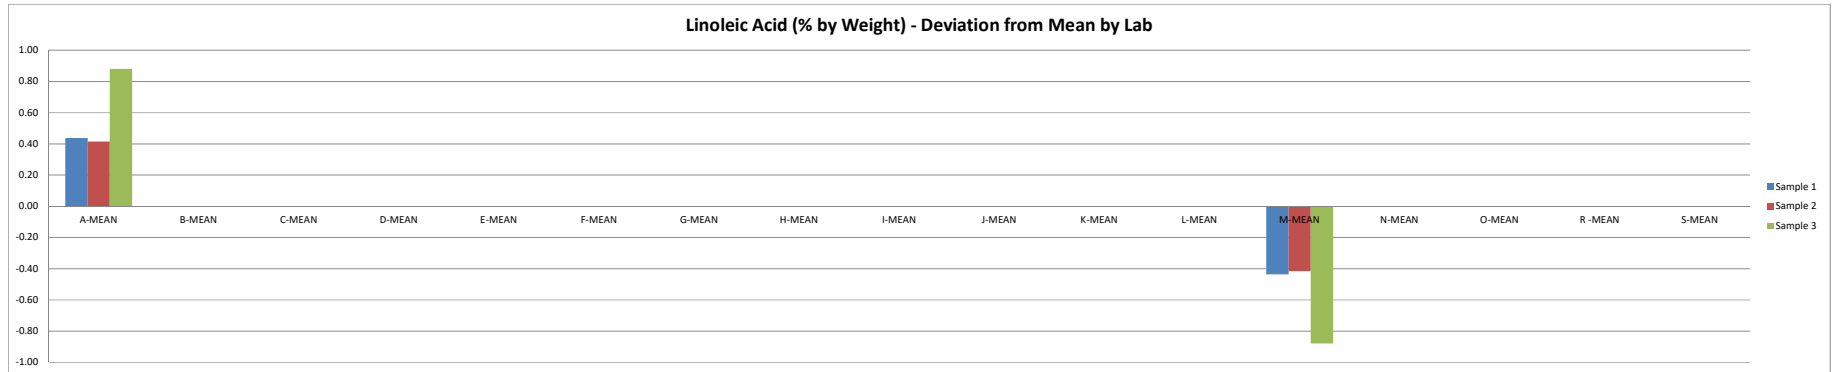 Linoleic Acid (% by Weight) - Deviation from Mean by Lab
1.00
0.80
0.60
0.40
0.20
0.00
-0.20
-0.40
-0.60
-0.80
-1.00
A-MEAN B-MEAN C-MEAN D-MEAN E-MEAN F-MEAN G-MEAN H-MEAN I-MEAN J-MEAN K-MEAN L-MEAN M-MEAN N-MEAN O-MEAN R -MEAN S-MEAN
Sample 1
Sample 2
Sample 3